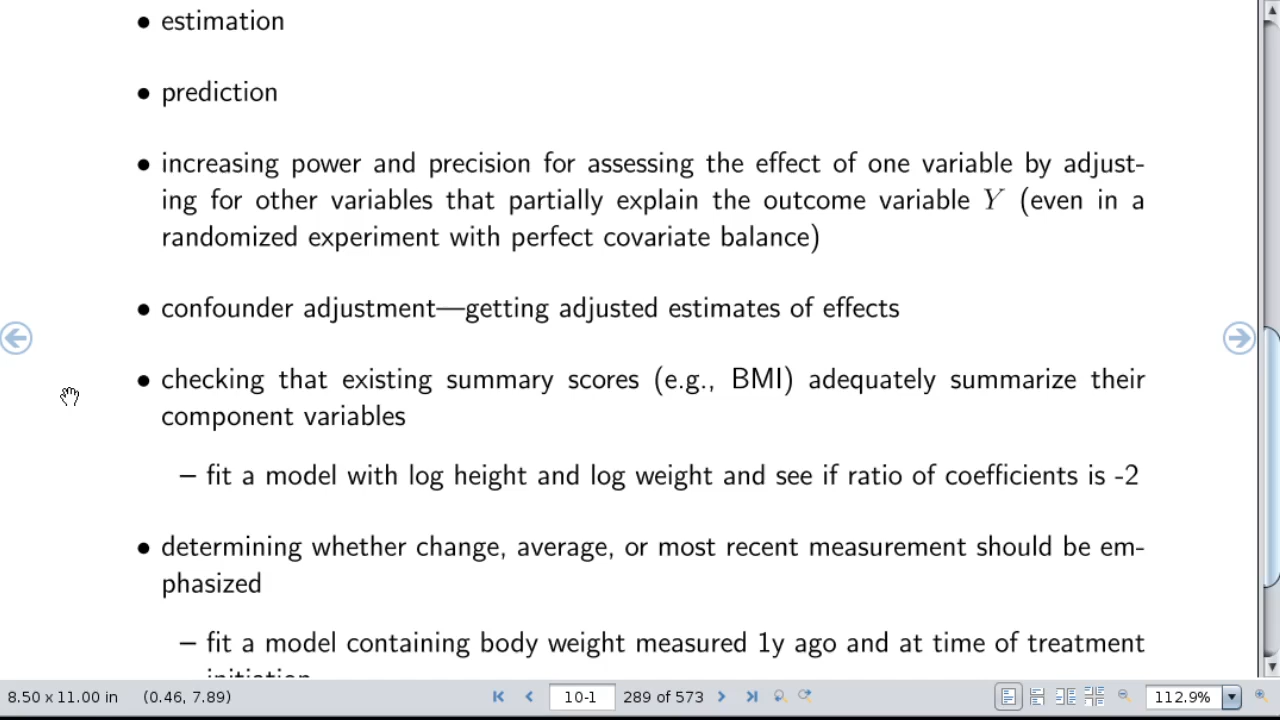 • estimation
• prediction
• increasing power and precision for assessing the effect of one variable by adjust-
ing for other variables that partially explain the outcome variable Y (even in a
randomized experiment with perfect covariate balance)
• confounder adjustment—getting adjusted estimates of effects
• checking that existing summary scores (e.g., BMI) adequately summarize their
component variables
– fit a model with log height and log weight and see if ratio of coefficients is -2
• determining whether change, average, or most recent measurement should be em-
phasized
– fit a model containing body weight measured 1y ago and at time of treatment
initiation
8.50 x 11.00 in (0.46, 7.89) 10-1 289 of 573 112.9%